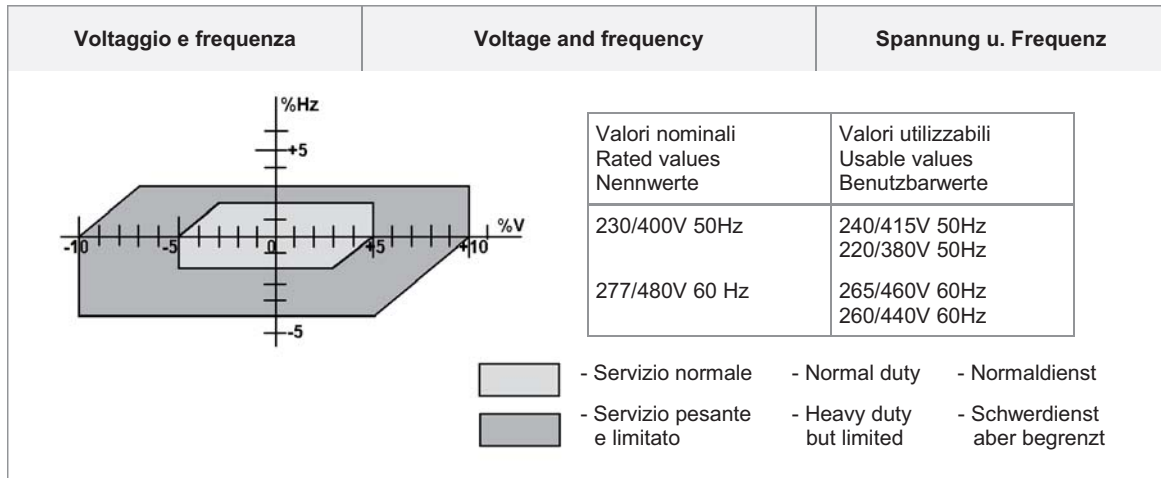 Voltaggio e frequenza
Voltage and frequency
Spannung u. Frequenz
%Hz
+5
%V
-10
-5
0
+5
+10
-5
Valori nominali
Rated values
Nennwerte
Valori utilizzabili
Usable values
Benutzbarwerte
230/400V 50Hz
240/415V 50Hz
220/380V 50Hz
277/480V 60 Hz
265/460V 60Hz
260/440V 60Hz
- Servizio normale
- Normal duty
- Normaldienst
- Servizio pesante
e limitato
- Heavy duty
but limited
- Schwerdienst
aber begrenzt